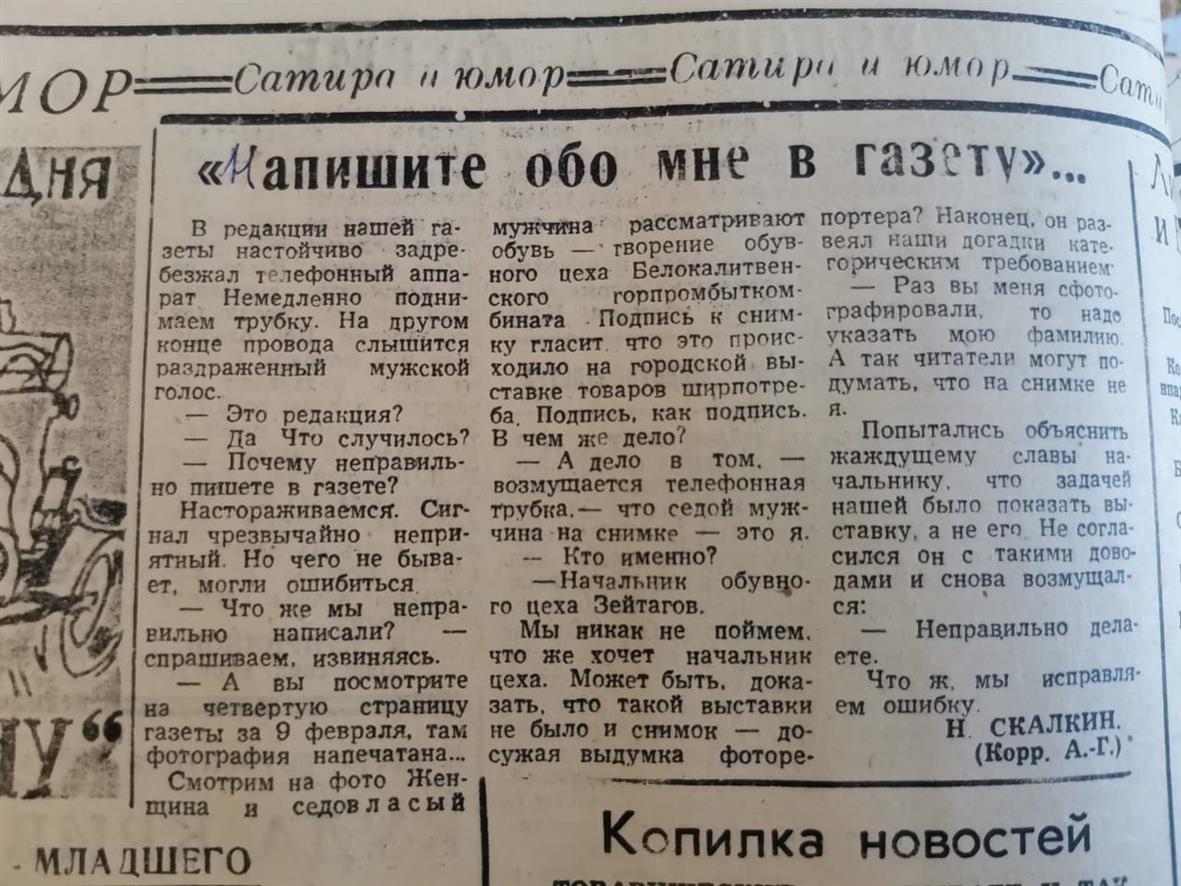 МОР
Сатира и юмор
Сатира и юмор
Сати
ДНЯ
НУ“
- МЛАДШЕГО
«Напишите обо мне в газету»...
В редакции нашей га-
зеты настойчиво задре-
безжал телефонный аппа-
рат Немедленно подни-
маем трубку. На другом
конце провода слышится
раздраженный мужской
голос.
— Это редакция?
— Да Что случилось?
— Почему неправиль-
но пишете в газете?
Настораживаемся. Сиг-
нал чрезвычайно непри-
ятный. Но чего не быва-
ет, могли ошибиться
— Что же мы непра-
вильно написали? —
спрашиваем, извиняясь.
— А вы посмотрите
на четвертую страницу
газеты за 9 февраля, там
фотография напечатана...
Смотрим на фото Жен-
щина и седовласый
мужчина рассматривают
обувь — творение обув-
ного цеха Белокалитвен-
ского горпромбытком-
бината Подпись к сним-
ку гласит, что это проис-
ходило на городской вы-
ставке товаров ширпотре-
ба. Подпись, как подпись.
В чем же дело?
— А дело в том, —
возмущается телефонная
трубка,— что седой муж-
чина на снимке — это я.
— Кто именно?
—Начальник обувно-
го цеха Зейтагов.
Мы никак не поймем,
что же хочет начальник
цеха. Может быть, дока-
зать, что такой выставки
не было и снимок — до-
сужая выдумка фоторе-
портера? Наконец, он раз-
веял наши догадки кате-
горическим требованием
— Раз вы меня сфото-
графировали, то надо
указать мою фамилию.
А так читатели могут по-
думать, что на снимке не
я.
Попытались объяснить
жаждущему славы на-
чальнику, что задачей
нашей было показать вы-
ставку, а не его. Не согла-
сился он с такими дово-
дами и снова возмущал-
ся:
— Неправильно дела-
ете.
Что ж, мы исправля-
ем ошибку.
Н. СКАЛКИН.
(Корр. А.-Г.)
Копилка новостей